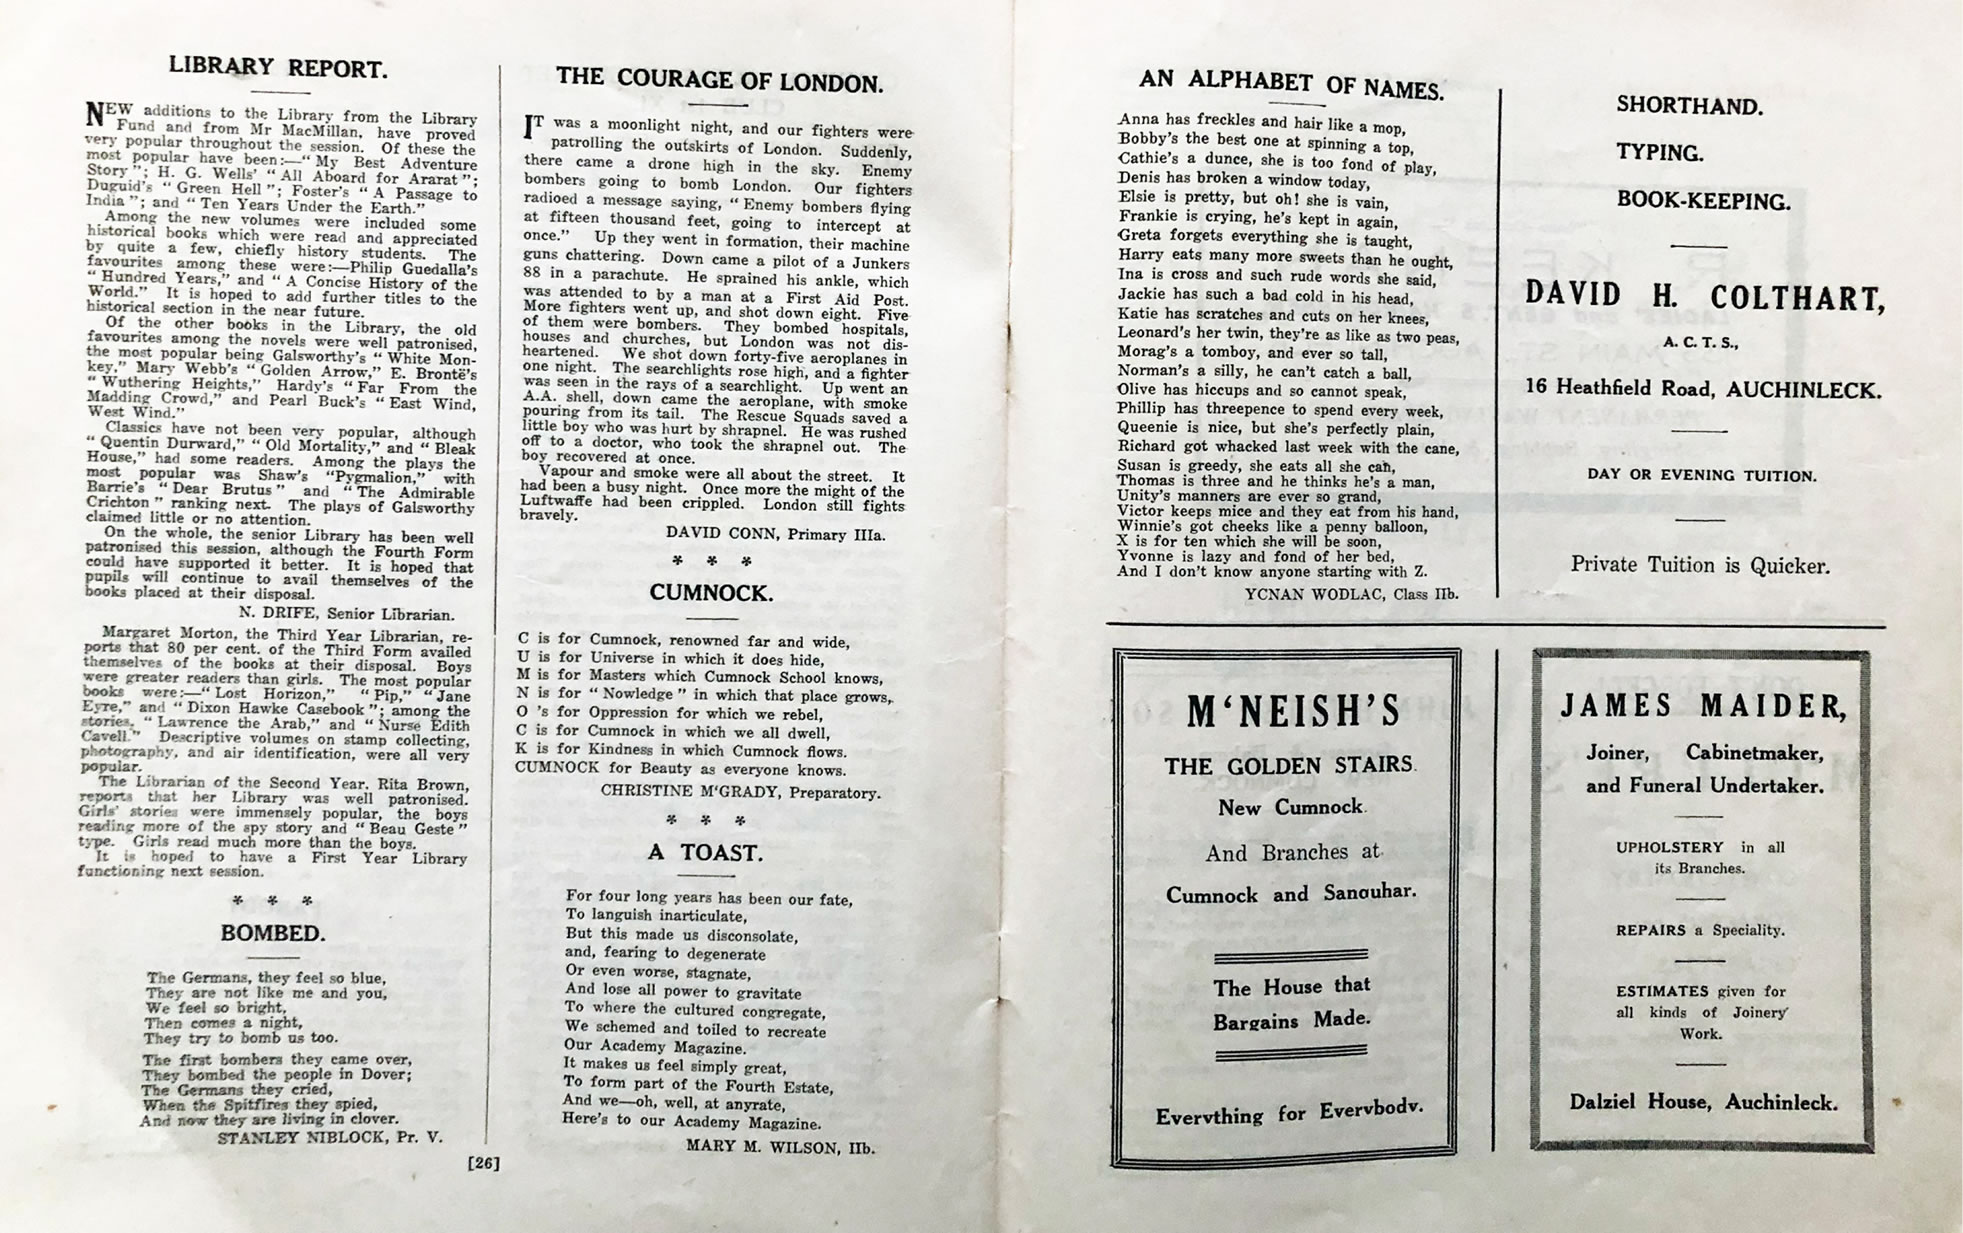 LIBRARY REPORT.
NEW additions to the Library from the Library
Fund and from Mr MacMillan, have proved
very popular throughout the session. Of these the
most popular have been:—"My Best Adventure
Story"; H. G. Wells' "All Aboard for Ararat";
Duguid's "Green Hell"; Foster's "A Passage to
India"; and "Ten Years Under the Earth."
Among the new volumes were included some
historical books which were read and appreciated
by quite a few, chiefly history students. The
favourites among these were:—Philip Guedalla's
"Hundred Years," and "A Concise History of the
World." It is hoped to add further titles to the
historical section in the near future.
Of the other books in the Library, the old
favourites among the novels were well patronised,
the most popular being Galsworthy's "White Mon-
key," Mary Webb's "Golden Arrow," E. Brontë's
"Wuthering Heights," Hardy's "Far From the
Madding Crowd," and Pearl Buck's "East Wind,
West Wind."
Classics have not been very popular, although
"Quentin Durward," "Old Mortality," and "Bleak
House," had some readers. Among the plays the
most popular was Shaw's "Pygmalion," with
Barrie's "Dear Brutus" and "The Admirable
Crichton" ranking next. The plays of Galsworthy
claimed little or no attention.
On the whole, the senior Library has been well
patronised this session, although the Fourth Form
could have supported it better. It is hoped that
pupils will continue to avail themselves of the
books placed at their disposal.
N. DRIFE, Senior Librarian.
Margaret Morton, the Third Year Librarian, re-
ports that 80 per cent. of the Third Form availed
themselves of the books at their disposal. Boys
were greater readers than girls. The most popular
books were:—"Lost Horizon," "Pip," "Jane
Eyre," and "Dixon Hawke Casebook"; among the
stories, "Lawrence the Arab," and "Nurse Edith
Cavell." Descriptive volumes on stamp collecting,
photography, and air identification, were all very
popular.
The Librarian of the Second Year, Rita Brown,
reports that her Library was well patronised.
Girls' stories were immensely popular, the boys
reading more of the spy story and "Beau Geste"
type. Girls read much more than the boys.
It is hoped to have a First Year Library
functioning next session.
* * *
BOMBED.
The Germans, they feel so blue,
They are not like me and you,
We feel so bright,
Then comes a night,
They try to bomb us too.
The first bombers they came over,
They bombed the people in Dover;
The Germans they cried,
When the Spitfires they spied,
And now they are living in clover.
STANLEY NIBLOCK, Pr. V.
THE COURAGE OF LONDON.
IT was a moonlight night, and our fighters were
patrolling the outskirts of London. Suddenly,
there came a drone high in the sky. Enemy
bombers going to bomb London. Our fighters
radioed a message saying, "Enemy bombers flying
at fifteen thousand feet, going to intercept at
once." Up they went in formation, their machine
guns chattering. Down came a pilot of a Junkers
88 in a parachute. He sprained his ankle, which
was attended to by a man at a First Aid Post.
More fighters went up, and shot down eight. Five
of them were bombers. They bombed hospitals,
houses and churches, but London was not dis-
heartened. We shot down forty-five aeroplanes in
one night. The searchlights rose high, and a fighter
was seen in the rays of a searchlight. Up went an
A.A. shell, down came the aeroplane, with smoke
pouring from its tail. The Rescue Squads saved a
little boy who was hurt by shrapnel. He was rushed
off to a doctor, who took the shrapnel out. The
boy recovered at once.
Vapour and smoke were all about the street. It
had been a busy night. Once more the might of the
Luftwaffe had been crippled. London still fights
bravely.
DAVID CONN, Primary IIIa.
* * *
CUMNOCK.
C is for Cumnock, renowned far and wide,
U is for Universe in which it does hide,
M is for Masters which Cumnock School knows,
N is for "Nowledge" in which that place grows,
O 's for Oppression for which we rebel,
C is for Cumnock in which we all dwell,
K is for Kindness in which Cumnock flows.
CUMNOCK for Beauty as everyone knows.
CHRISTINE M'GRADY, Preparatory.
* * *
A TOAST.
For four long years has been our fate,
To languish inarticulate,
But this made us disconsolate,
and, fearing to degenerate
Or even worse, stagnate,
And lose all power to gravitate
To where the cultured congregate,
We schemed and toiled to recreate
Our Academy Magazine.
It makes us feel simply great,
To form part of the Fourth Estate,
And we—oh, well, at anyrate,
Here's to our Academy Magazine.
MARY M. WILSON, IIb.
[26]
AN ALPHABET OF NAMES.
Anna has freckles and hair like a mop,
Bobby's the best one at spinning a top,
Cathie's a dunce, she is too fond of play,
Denis has broken a window today,
Elsie is pretty, but oh! she is vain,
Frankie is crying, he's kept in again,
Greta forgets everything she is taught,
Harry eats many more sweets than he ought,
Ina is cross and such rude words she said,
Jackie has such a bad cold in his head,
Katie has scratches and cuts on her knees,
Leonard's her twin, they're as like as two peas,
Morag's a tomboy, and ever so tall,
Norman's a silly, he can't catch a ball,
Olive has hiccups and so cannot speak,
Phillip has threepence to spend every week,
Queenie is nice, but she's perfectly plain,
Richard got whacked last week with the cane,
Susan is greedy, she eats all she can,
Thomas is three and he thinks he's a man,
Unity's manners are ever so grand,
Victor keeps mice and they eat from his hand,
Winnie's got cheeks like a penny balloon,
X is for ten which she will be soon,
Yvonne is lazy and fond of her bed,
And I don't know anyone starting with Z.
YCNAN WODLAC, Class IIb.
SHORTHAND.
TYPING.
BOOK-KEEPING.
DAVID H. COLTHART,
A.C.T.S.,
16 Heathfield Road, AUCHINLECK.
DAY OR EVENING TUITION.
Private Tuition is Quicker.
M'NEISH'S
THE GOLDEN STAIRS.
New Cumnock.
And Branches at
Cumnock and Sanquhar.
The House that
Bargains Made.
Everything for Everybody.
JAMES MAIDER,
Joiner, Cabinetmaker,
and Funeral Undertaker.
UPHOLSTERY in all
its Branches.
REPAIRS a Speciality.
ESTIMATES given for
all kinds of Joinery
Work.
Dalziel House, Auchinleck.